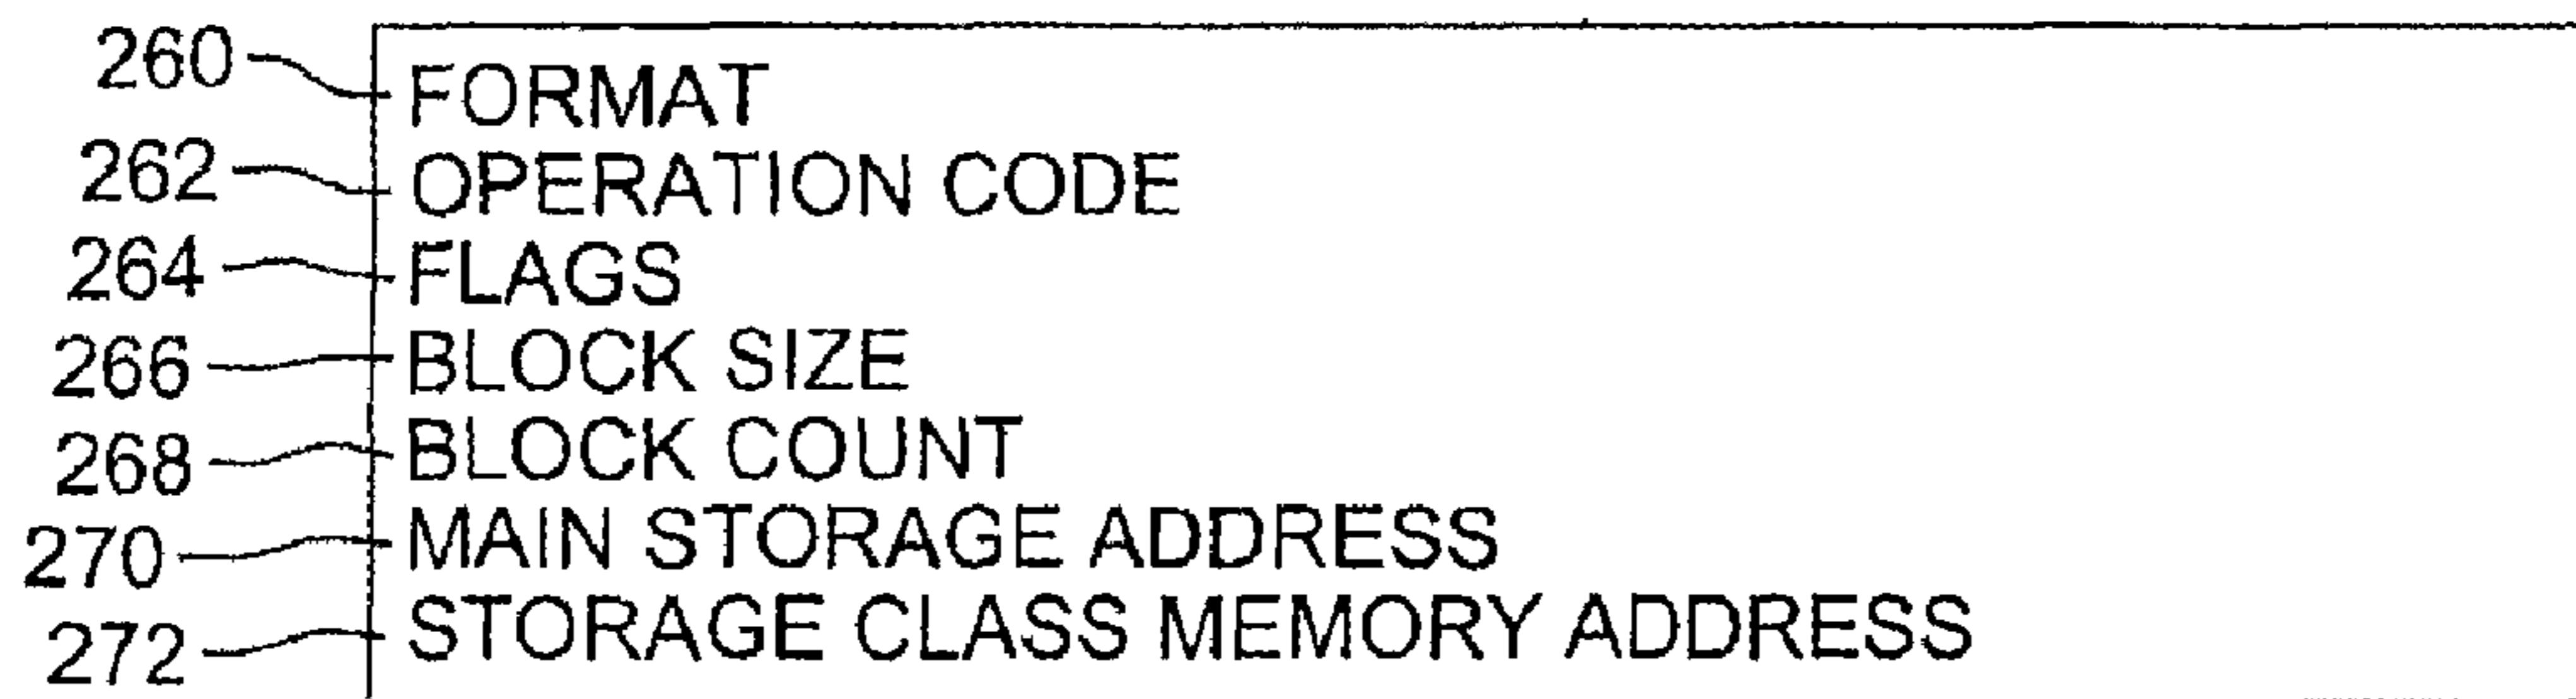 260 FORMAT
262 OPERATION CODE
264 FLAGS
266 BLOCK SIZE
268 BLOCK COUNT
270 MAIN STORAGE ADDRESS
272 STORAGE CLASS MEMORY ADDRESS